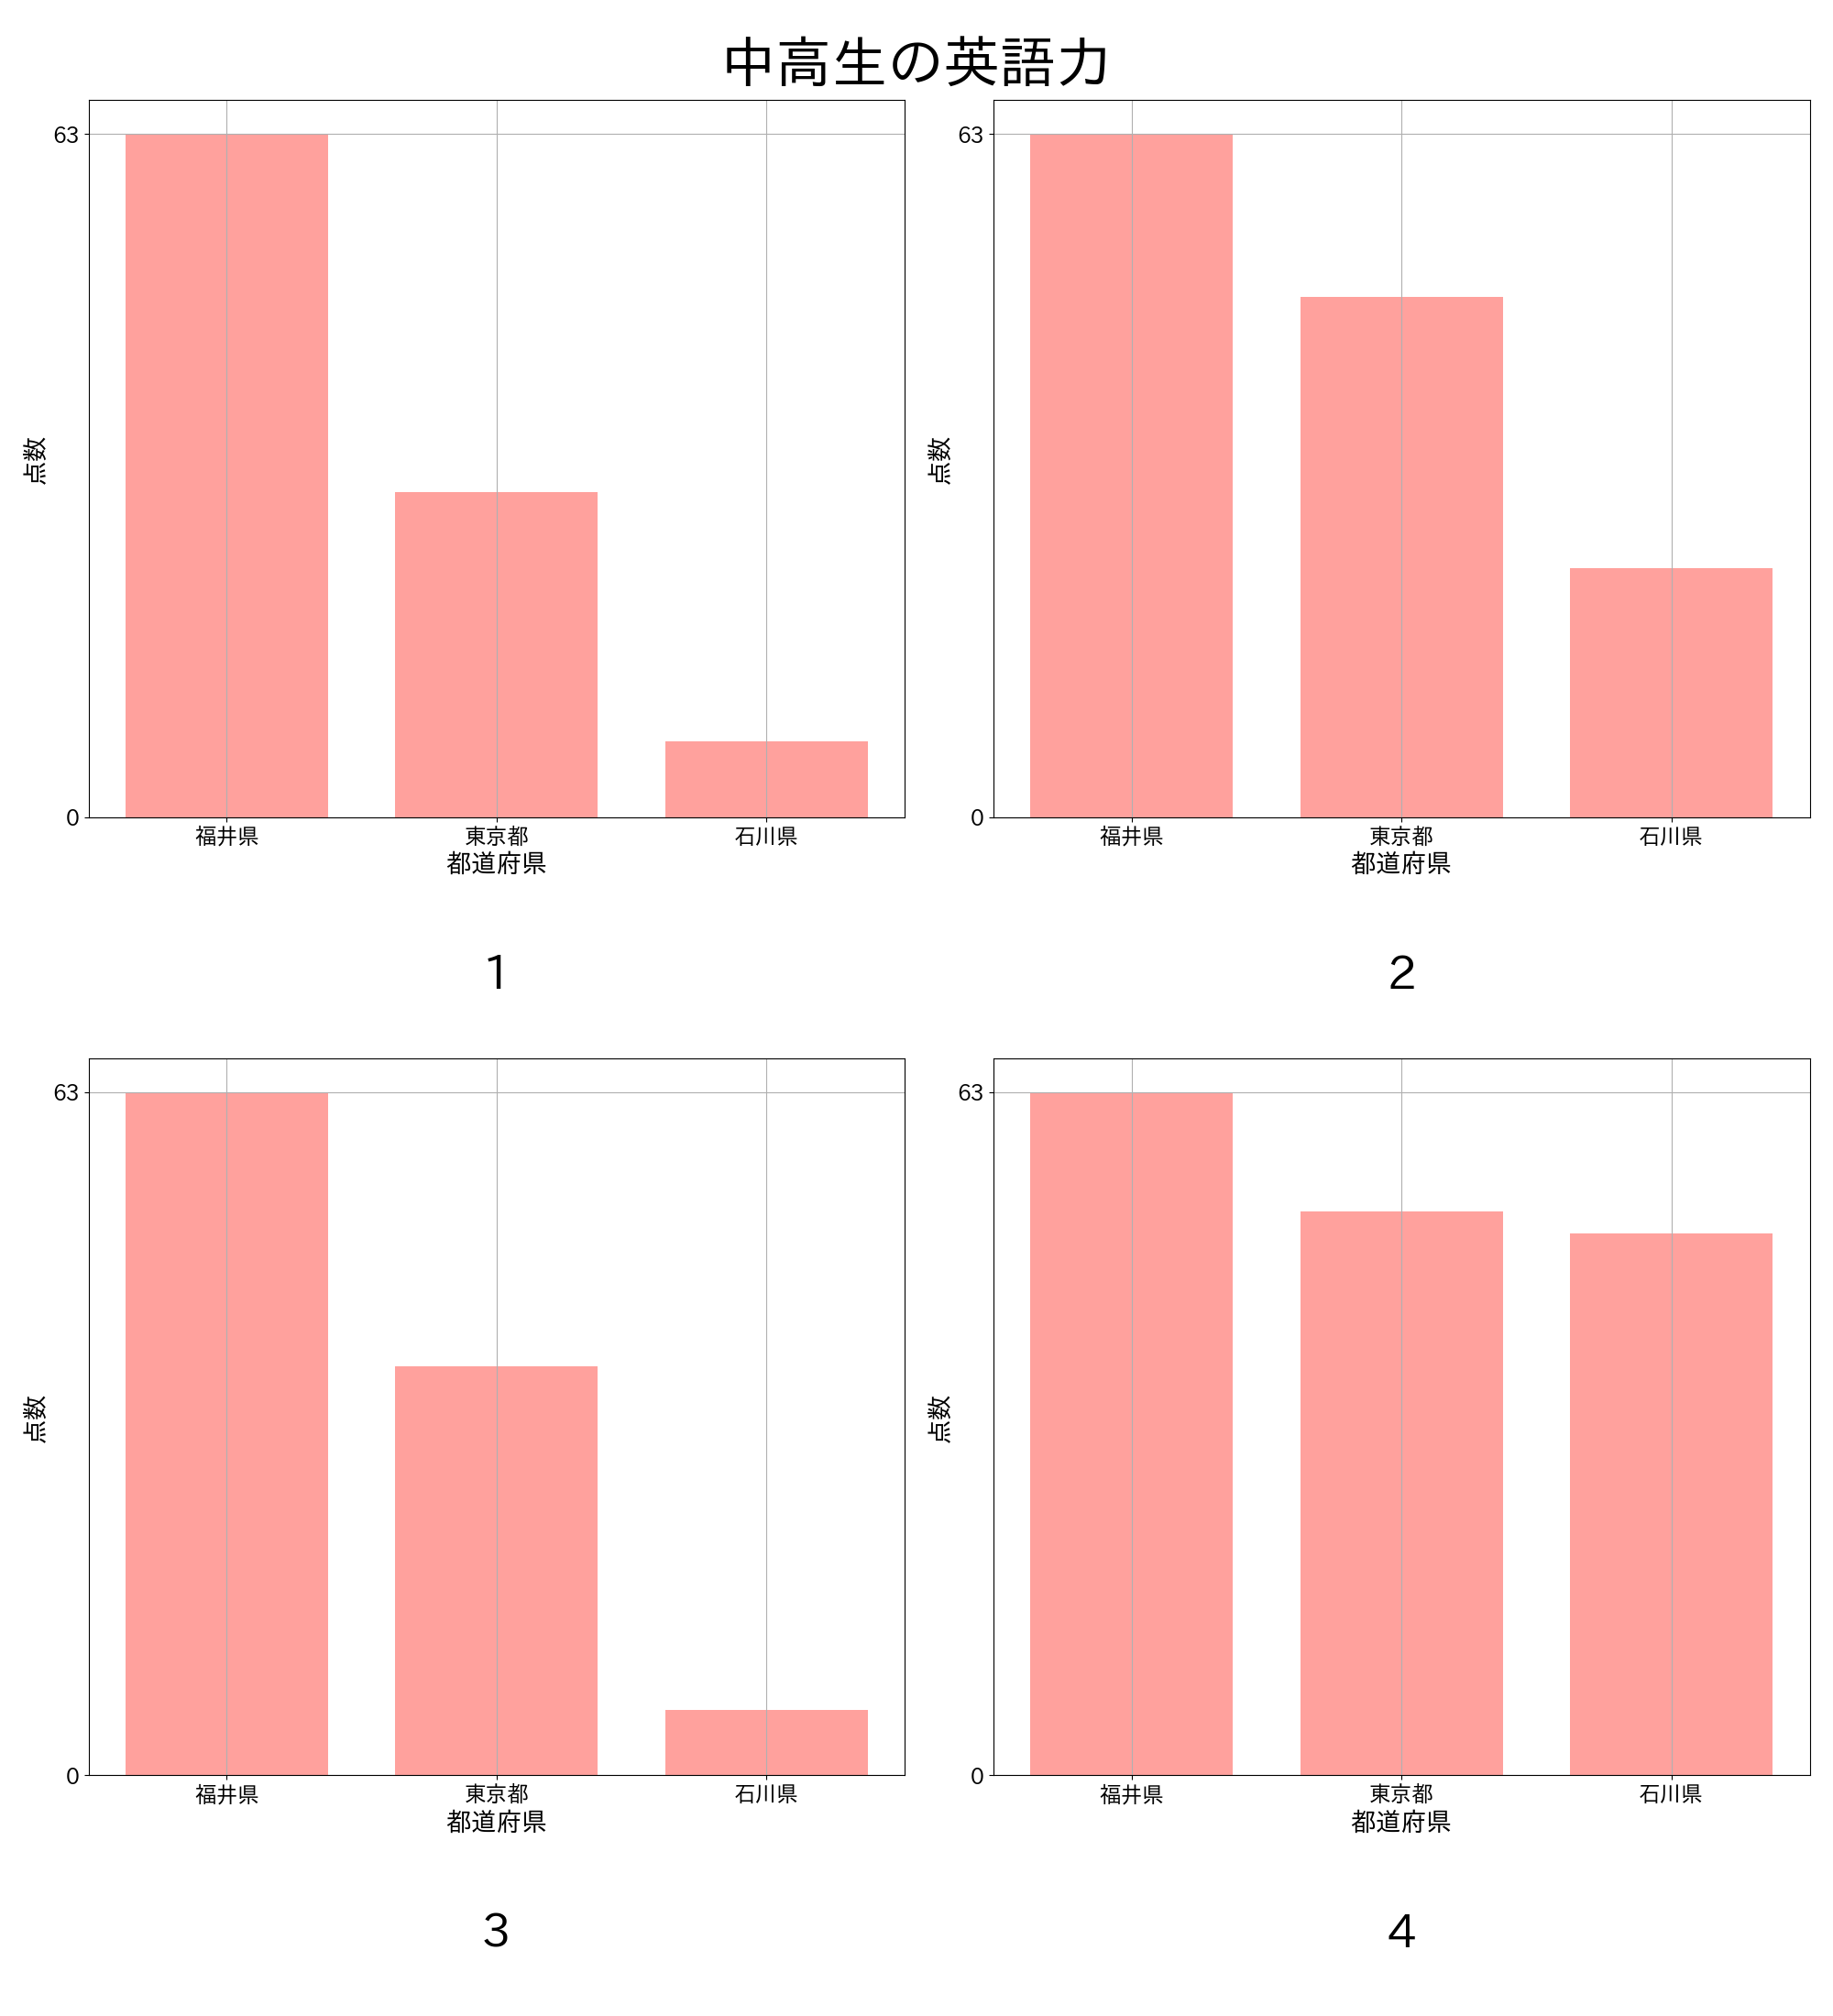 中高生の英語力
63
点数
0
福井県 東京都 石川県
都道府県
1
63
点数
0
福井県 東京都 石川県
都道府県
2
63
点数
0
福井県 東京都 石川県
都道府県
3
63
点数
0
福井県 東京都 石川県
都道府県
4